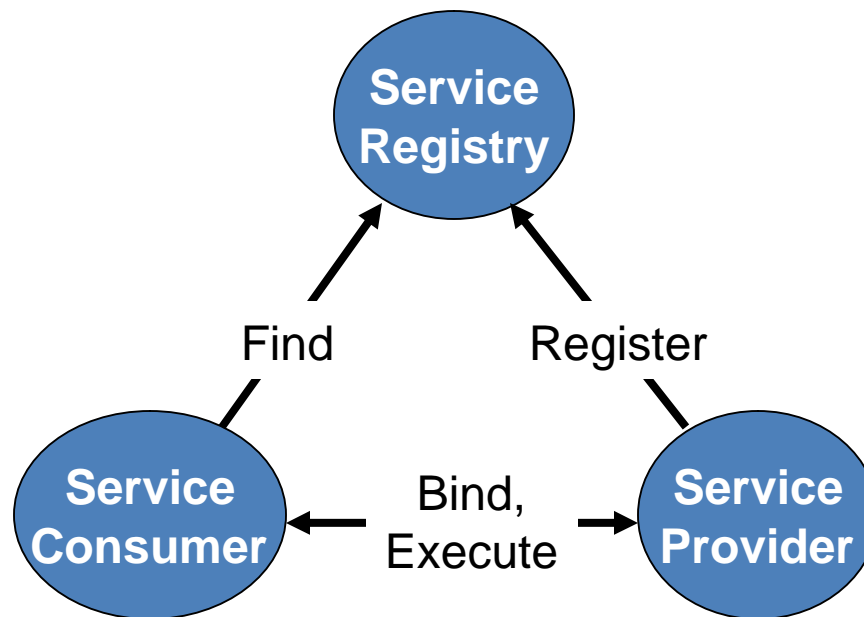 Service
Registry
Find
Register
Service
Consumer
Bind,
Execute
Service
Provider